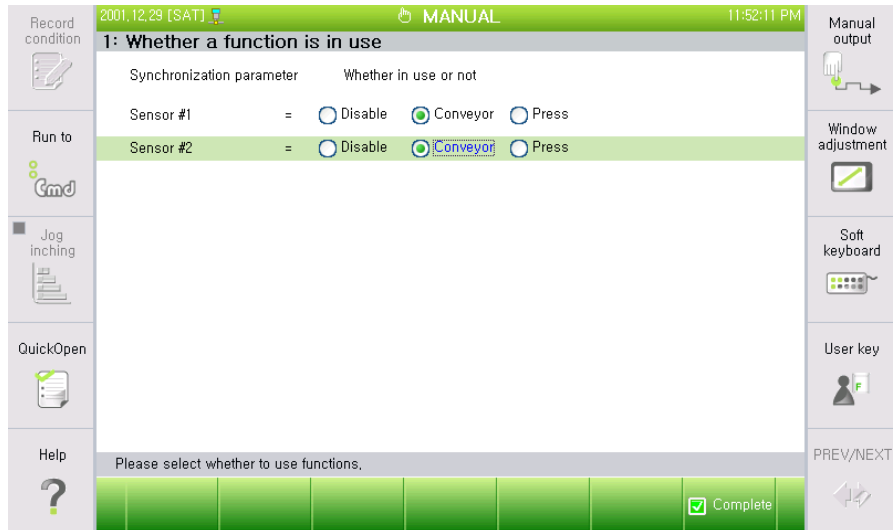 Record
condition
Run to
Cmd
Jog
inching
QuickOpen
Help
2001.12.29 [SAT]
MANUAL
11:52:11 PM
1: Whether a function is in use
Synchronization parameter Whether in use or not
Sensor #1 = Disable Conveyor Press
Sensor #2 = Disable Conveyor Press
Please select whether to use functions,
Complete
Manual
output
Window
adjustment
Soft
keyboard
User key
F
PREV/NEXT